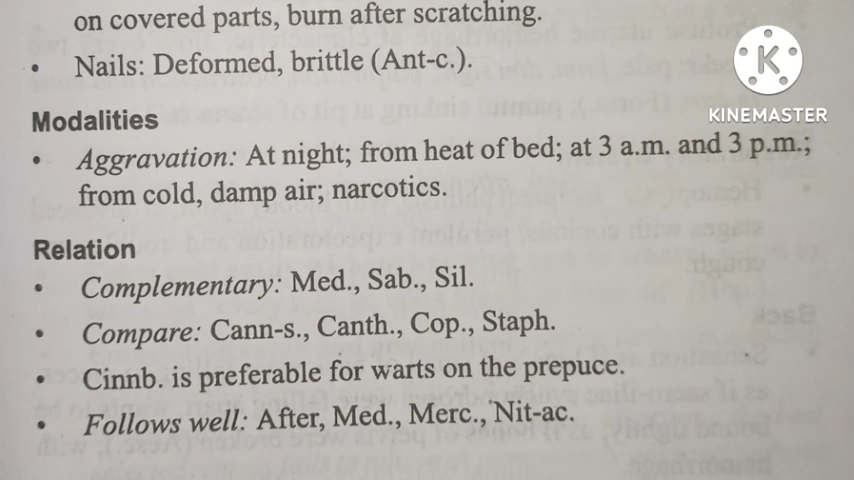 on covered parts, burn after scratching.
• Nails: Deformed, brittle (Ant-c.).
K
KINEMASTER
Modalities
• Aggravation: At night; from heat of bed; at 3 a.m. and 3 p.m.;
from cold, damp air; narcotics.
Relation
• Complementary: Med., Sab., Sil.
• Compare: Cann-s., Canth., Cop., Staph.
• Cinnb. is preferable for warts on the prepuce.
• Follows well: After, Med., Merc., Nit-ac.